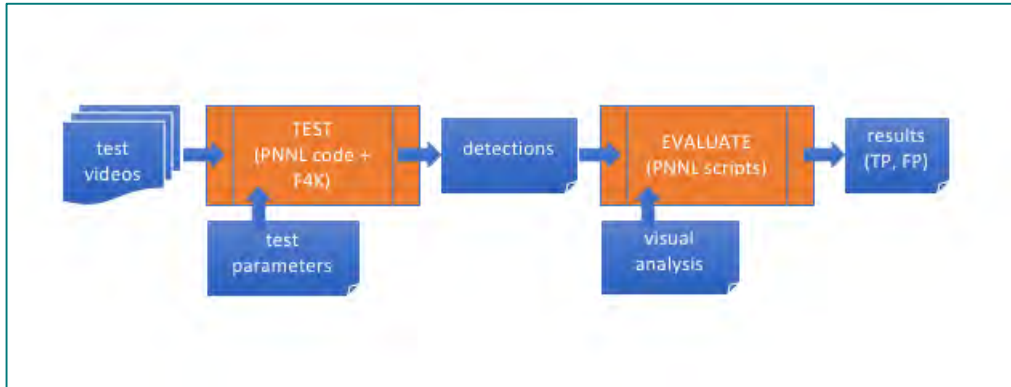 test
videos
TEST
(PNNL code +
F4K)
test
parameters
detections
EVALUATE
(PNNL scripts)
visual
analysis
results
(TP, FP)